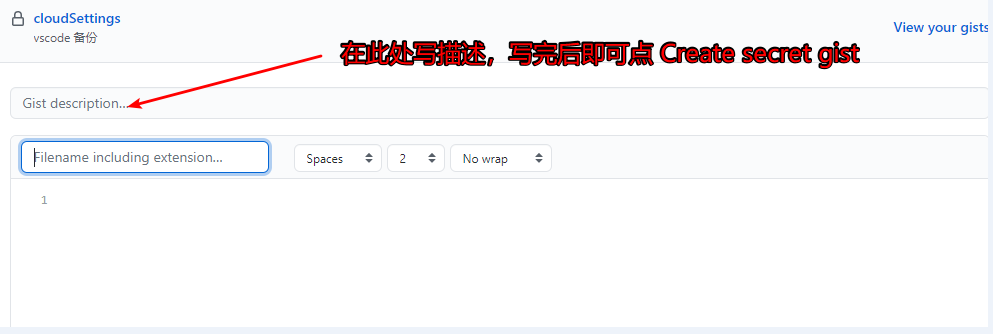 cloudSettings
vscode 备份
View your gists
在此处写描述，写完后即可点 Create secret gist
Gist description...
Filename including extension...
Spaces
2
No wrap
1